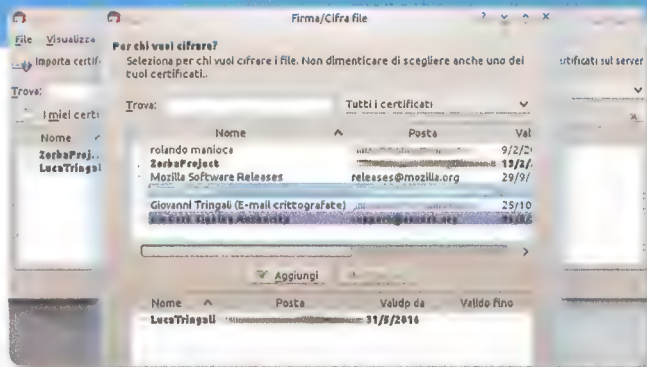 Firma/Cifra file
File Visualizza
Importa certif-
certificati sul server
Trova:
I miei certi
Nome
ZorbaProj..
LucaTringal
Per chi vuoi cifrare?
Seleziona per chi vuoi cifrare i file. Non dimenticare di scegliere anche uno dei
tuoi certificati..
Trova:
Tutti i certificati
Nome Posta Val
rolando manioca 9/2/2
ZorbaProject 13/2/
Mozilla Software Releases releases@mozilla.org 29/9/
Giovanni Tringali (E-mail crittografate) 25/10
Aggiungi
Nome Posta Valido da Valido fino
LucaTringali 31/5/2016